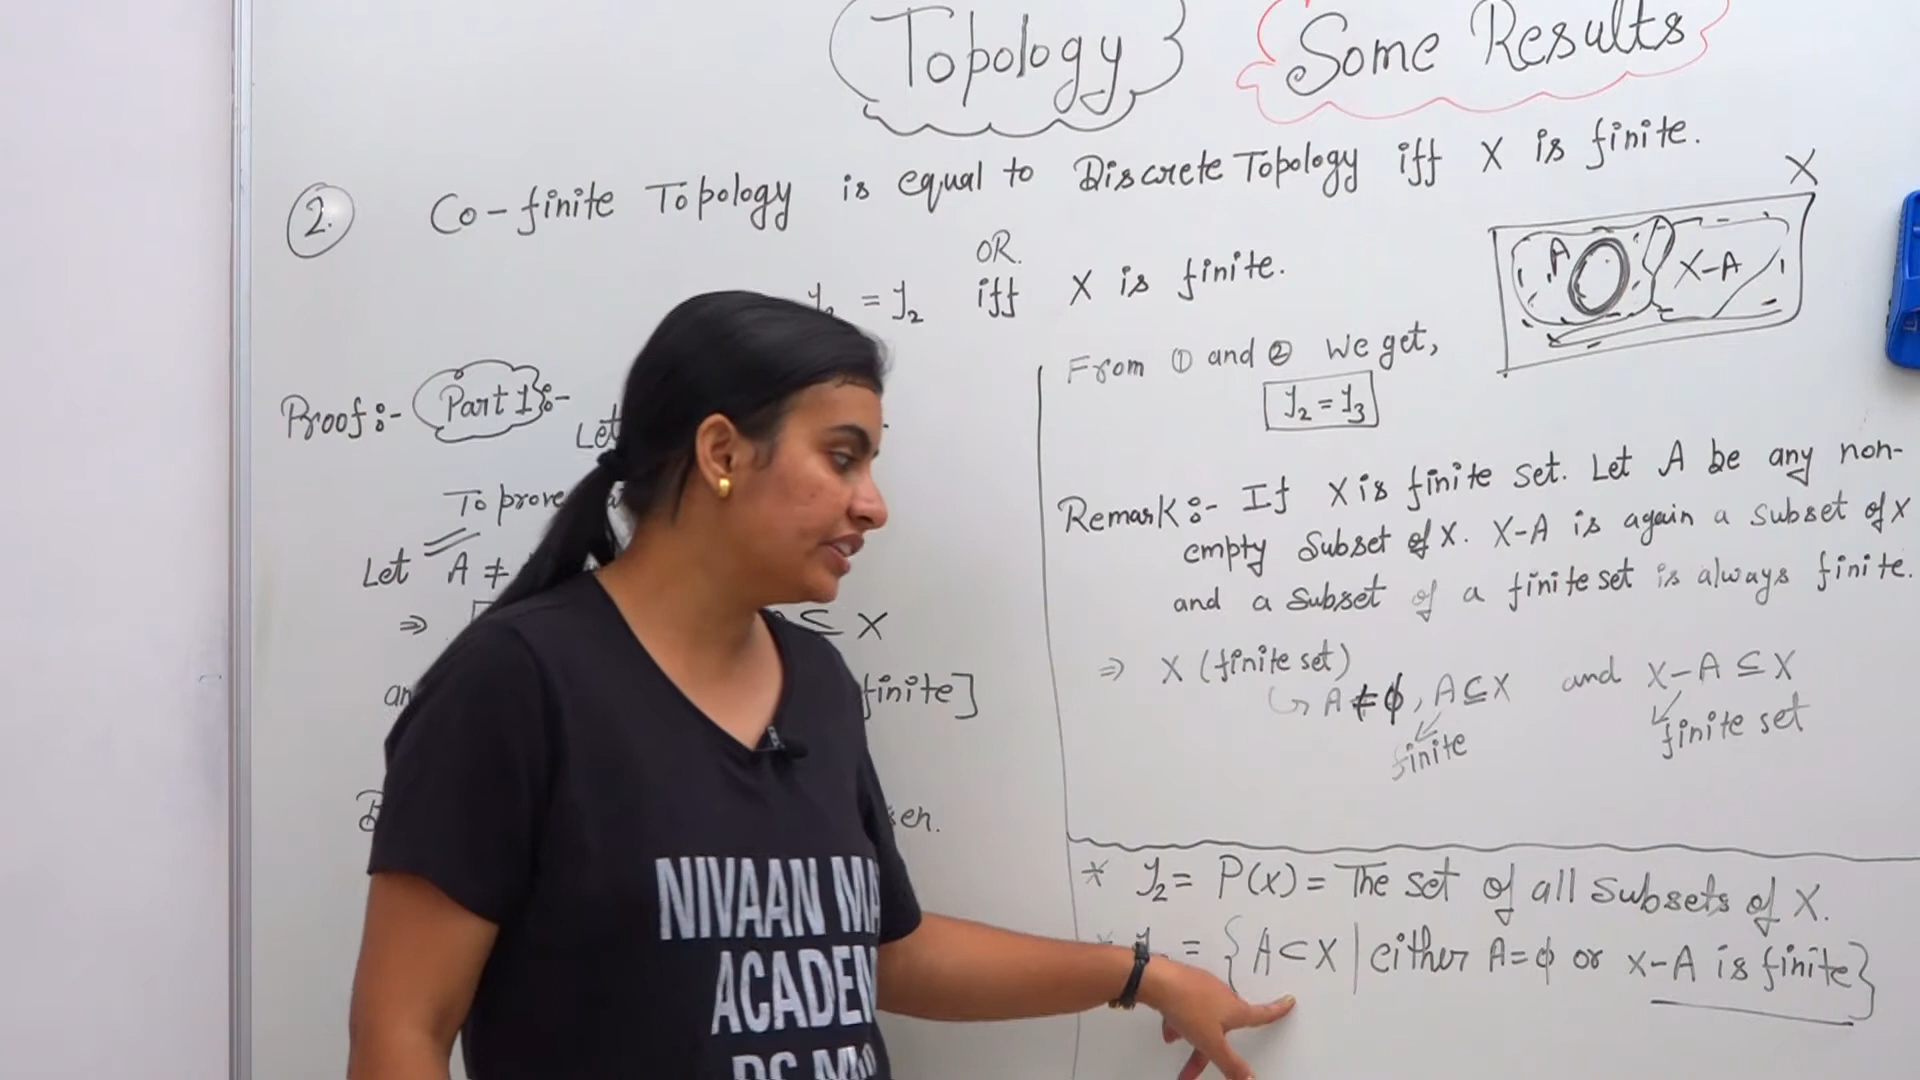 Topology
Some Results
2. Co-finite Topology is equal to Discrete Topology iff X is finite.
OR.
= J₂ iff X is finite.
X
A
X-A
Proof:- Part 1:- Let
To prove
Let A ≠
⇒ ⊆ X
finite]
From ① and ② We get,
J₂ = J₃
Remark:- If X is finite set. Let A be any non-
empty Subset of X. X-A is again a subset of X
and a subset of a finite set is always finite.
⇒ X (finite set)
↳ A ≠ ϕ, A ⊆ X and X-A ⊆ X
finite
finite set
* J₂ = P(X) = The set of all Subsets of X.
* = {A ⊂ X | either A = ϕ or X-A is finite}
NIVAAN
ACADEM